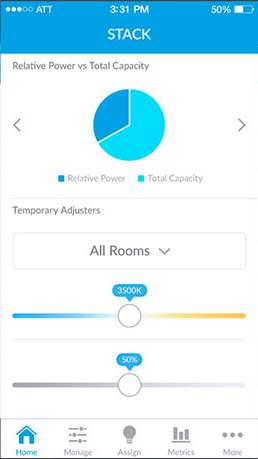 ATT 3:31 PM 50%
STACK
Relative Power vs Total Capacity
Relative Power Total Capacity
Temporary Adjusters
All Rooms
3500K
50%
Home Manage Assign Metrics More